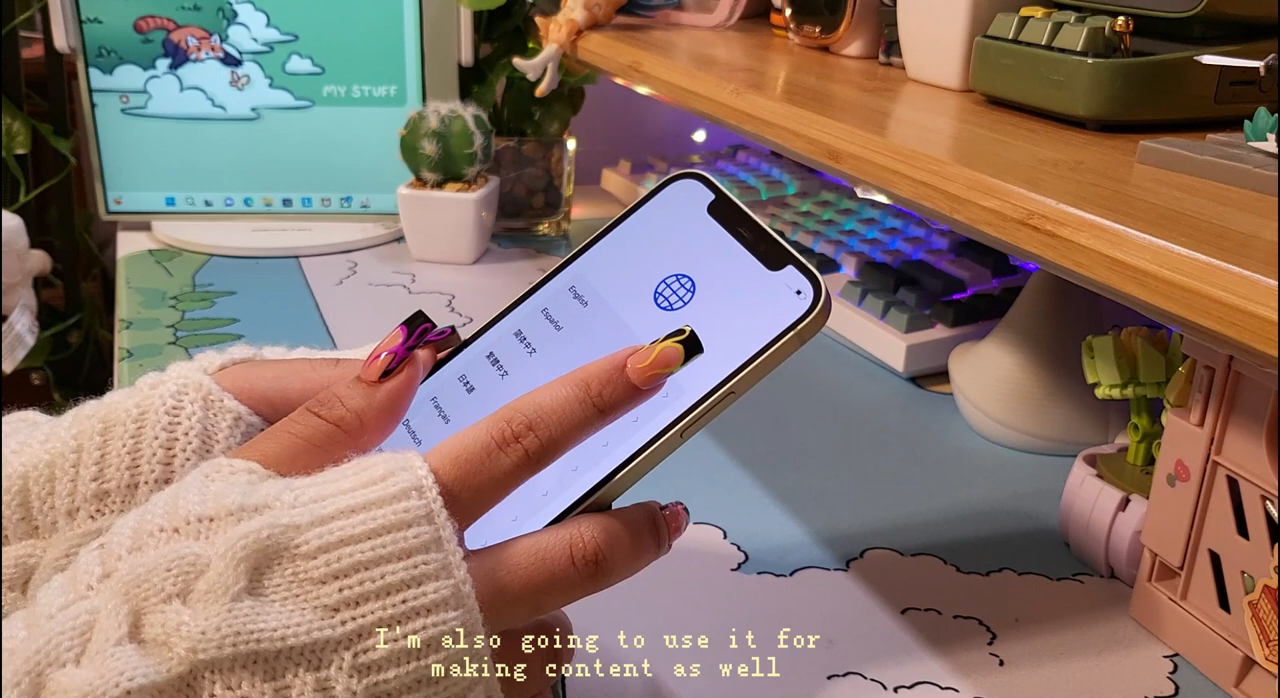 MY STUFF
English
Español
简体中文
繁體中文
日本語
Français
Deutsch
I'm also going to use it for
making content as well